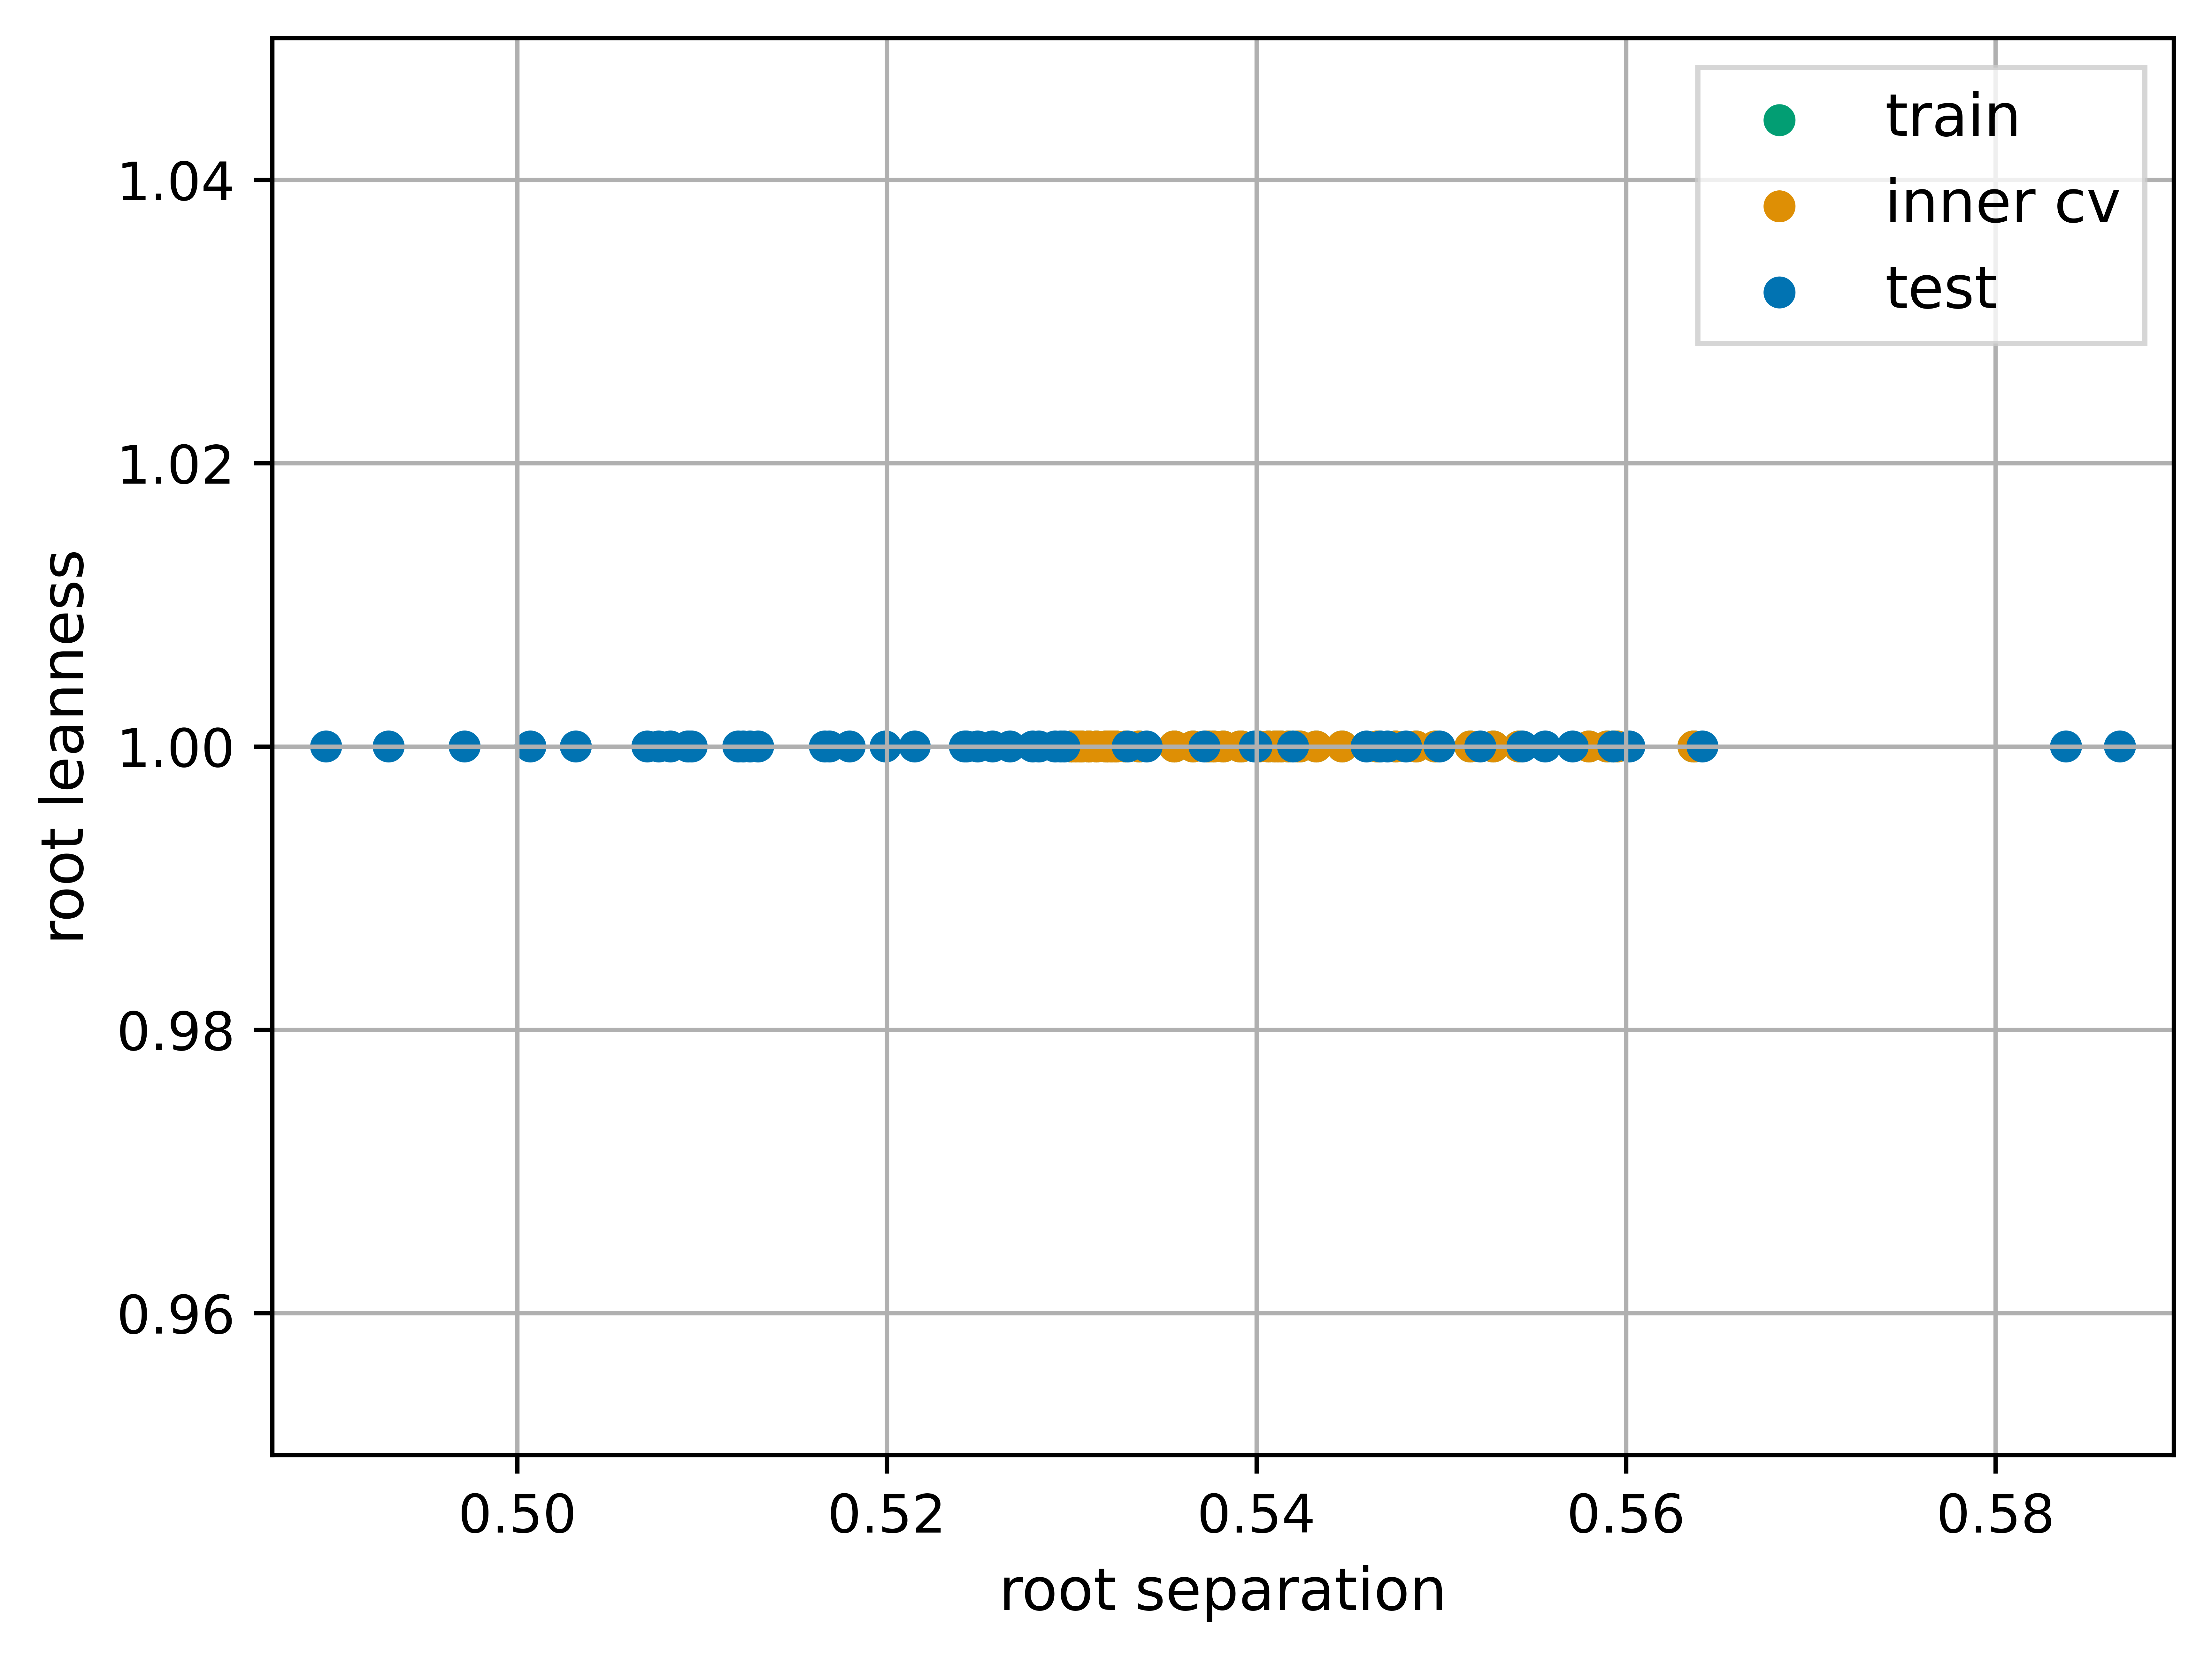 train
inner cv
test
1.04
1.02
1.00
0.98
0.96
root leanness
0.50 0.52 0.54 0.56 0.58
root separation